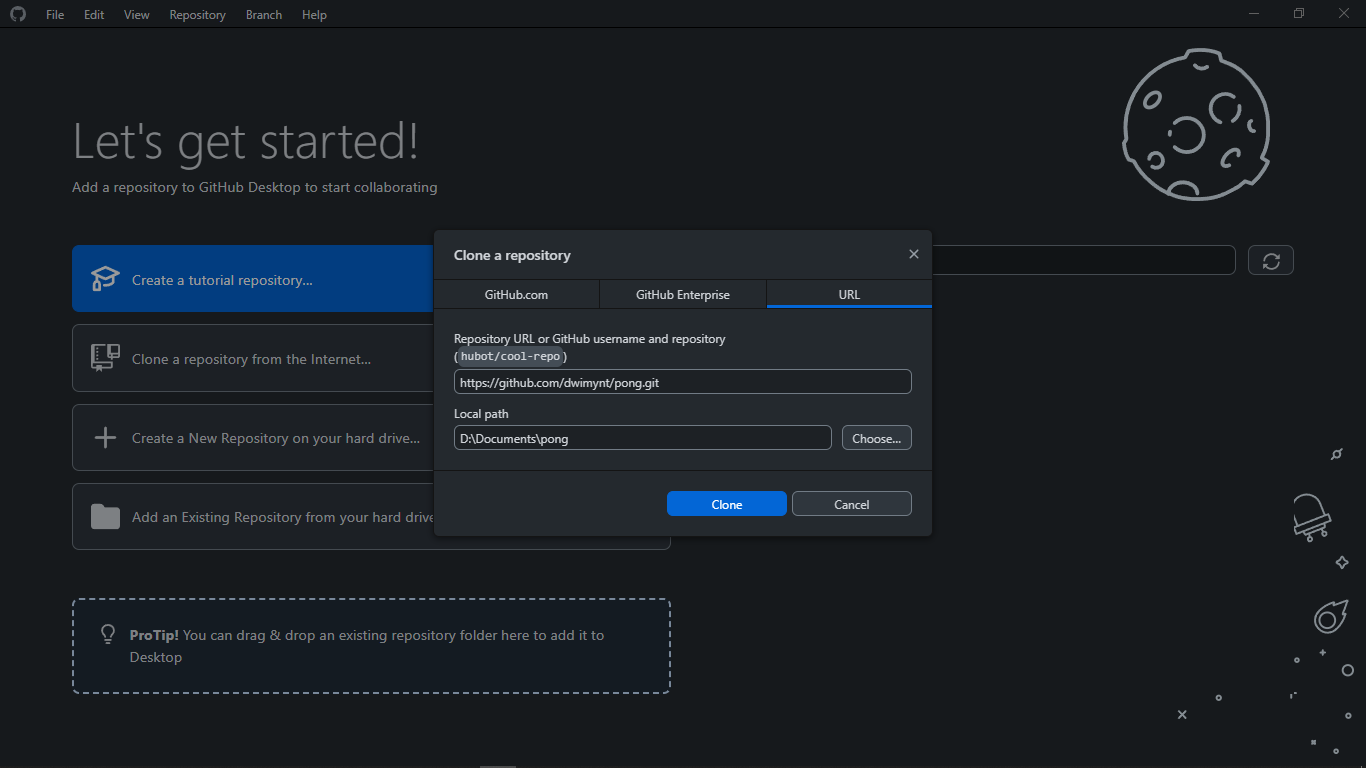 File Edit View Repository Branch Help
Let's get started!
Add a repository to GitHub Desktop to start collaborating
Create a tutorial repository...
Clone a repository from the Internet...
Create a New Repository on your hard drive...
Add an Existing Repository from your hard drive
ProTip! You can drag & drop an existing repository folder here to add it to
Desktop
Clone a repository
GitHub.com GitHub Enterprise URL
Repository URL or GitHub username and repository
(hubot/cool-repo)
https://github.com/dwimynt/pong.git
Local path
D:\Documents\pong Choose...
Clone Cancel